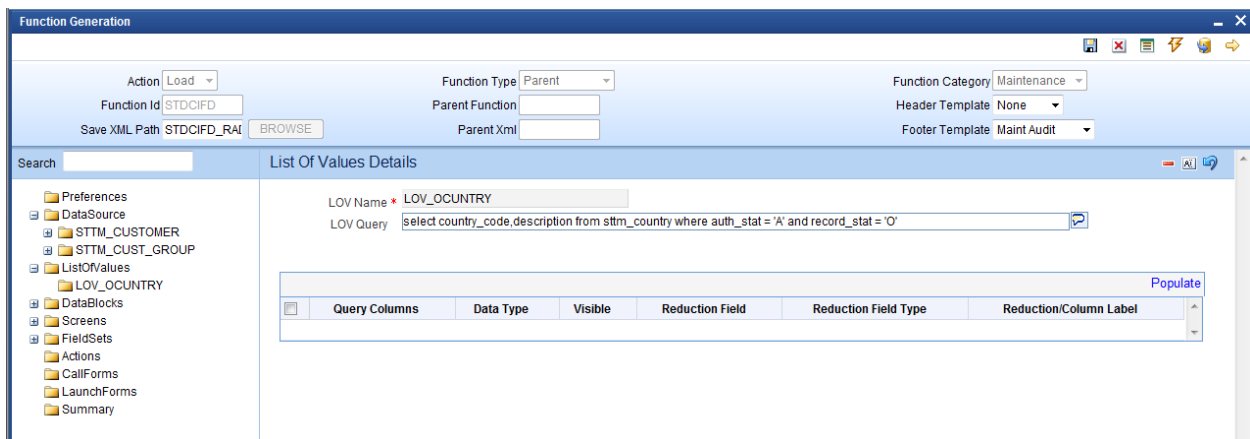 Function Generation
Action Load Function Type Parent Function Category Maintenance
Function Id STDCIFD Parent Function Header Template None
Save XML Path STDCIFD_RAD BROWSE Parent Xml Footer Template Maint Audit
Search List Of Values Details
Preferences
DataSource
STTM_CUSTOMER
STTM_CUST_GROUP
ListOfValues
LOV_OCUNTRY
DataBlocks
Screens
FieldSets
Actions
CallForms
LaunchForms
Summary
LOV Name * LOV_OCUNTRY
LOV Query select country_code,description from sttm_country where auth_stat = 'A' and record_stat = 'O'
Populate
Query Columns Data Type Visible Reduction Field Reduction Field Type Reduction/Column Label